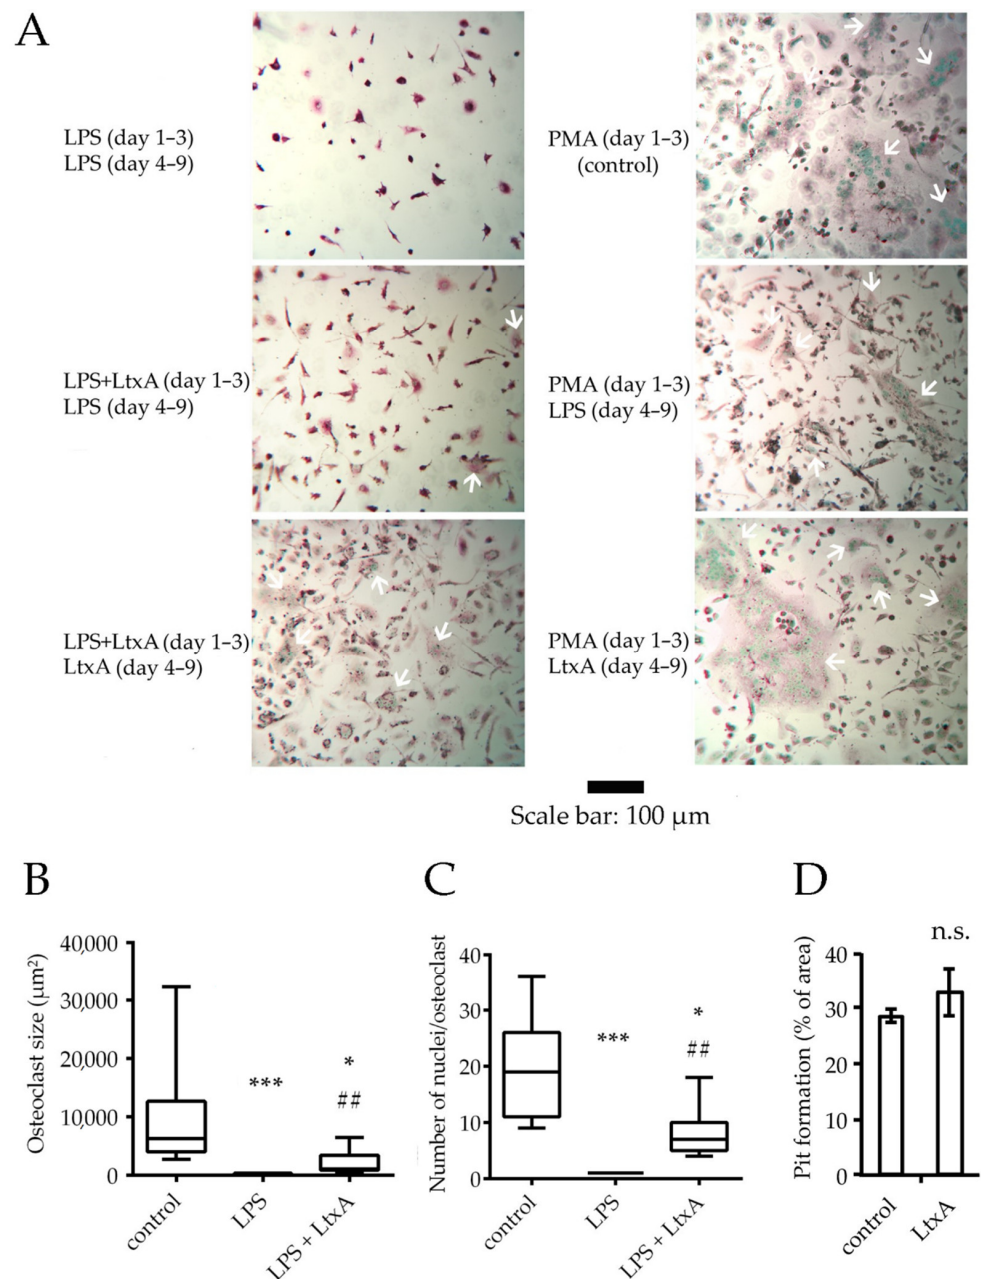 A
LPS (day 1–3)
LPS (day 4–9)
PMA (day 1–3)
(control)
LPS+LtxA (day 1–3)
LPS (day 4–9)
PMA (day 1–3)
LPS (day 4–9)
LPS+LtxA (day 1–3)
LtxA (day 4–9)
PMA (day 1–3)
LtxA (day 4–9)
Scale bar: 100 µm
B
Osteoclast size (µm²)
40,000
30000
20,000
10000
0
***
*
##
control
LPS
LPS + LtxA
C
Number of nuclei/osteoclast
40
30
20
10
0
***
*
##
control
LPS
LPS + LtxA
D
Pit formation (% of area)
40
30
20
10
0
n.s.
control
LtxA